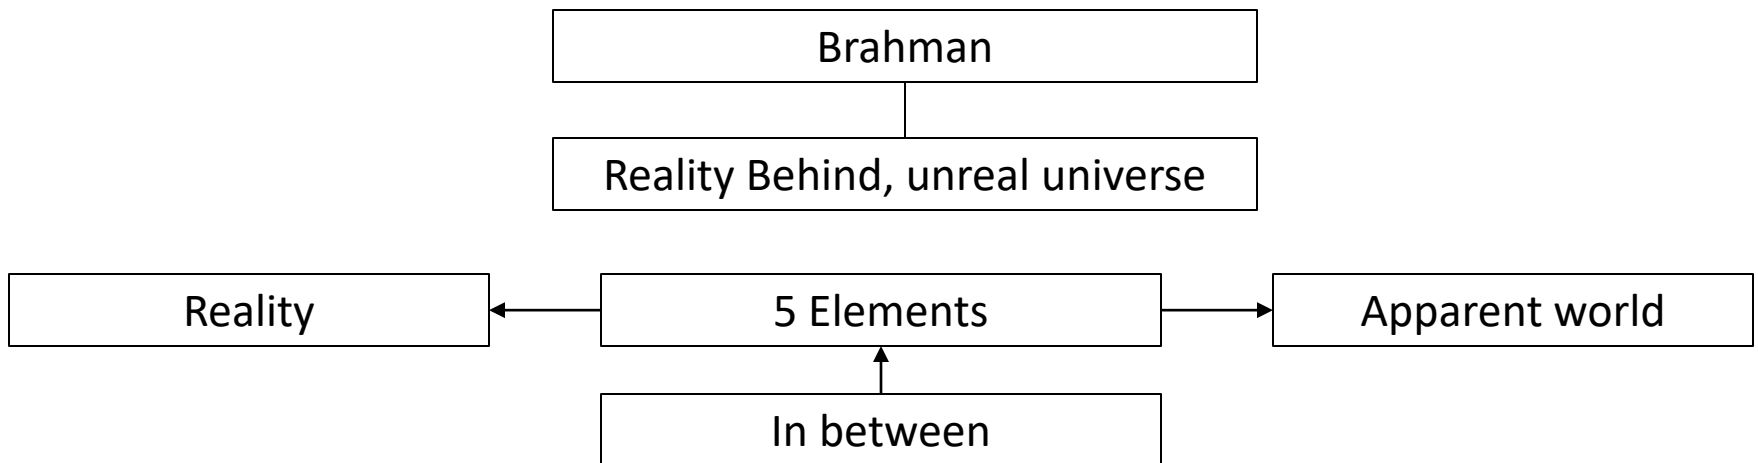 Brahman
Reality Behind, unreal universe
Reality
5 Elements
Apparent world
In between